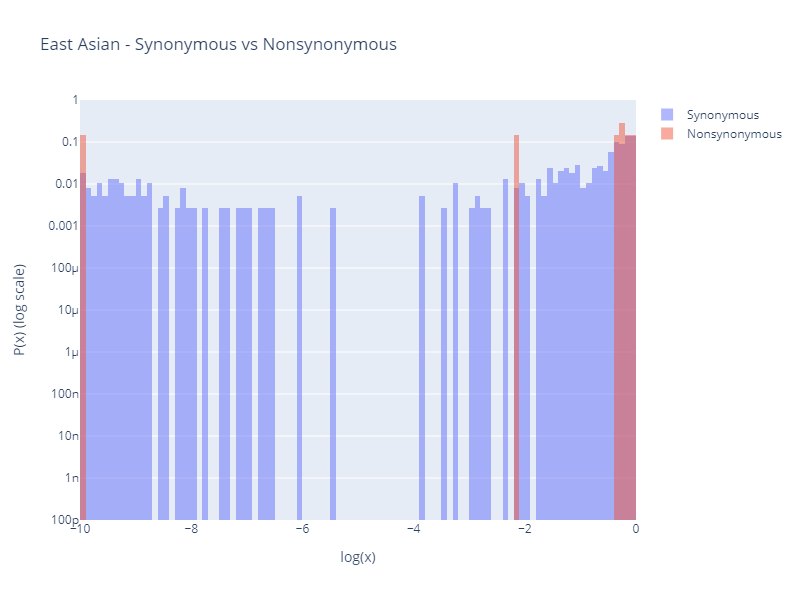 East Asian - Synonymous vs Nonsynonymous
1
0.1
0.01
0.001
100μ
10μ
1μ
100n
10n
1n
100p
−10
−8
−6
−4
−2
0
log(x)
P(x) (log scale)
Synonymous
Nonsynonymous